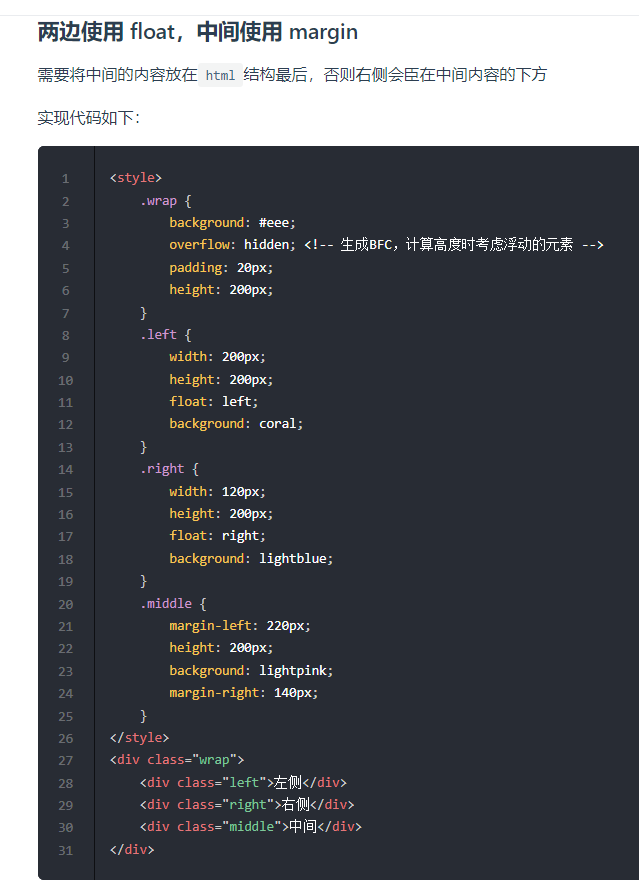 两边使用 float，中间使用 margin
需要将中间的内容放在 html 结构最后，否则右侧会臣在中间内容的下方
实现代码如下：
1 <style>
2     .wrap {
3         background: #eee;
4         overflow: hidden; <!-- 生成BFC，计算高度时考虑浮动的元素 -->
5         padding: 20px;
6         height: 200px;
7     }
8     .left {
9         width: 200px;
10         height: 200px;
11         float: left;
12         background: coral;
13     }
14     .right {
15         width: 120px;
16         height: 200px;
17         float: right;
18         background: lightblue;
19     }
20     .middle {
21         margin-left: 220px;
22         height: 200px;
23         background: lightpink;
24         margin-right: 140px;
25     }
26 </style>
27 <div class="wrap">
28     <div class="left">左侧</div>
29     <div class="right">右侧</div>
30     <div class="middle">中间</div>
31 </div>